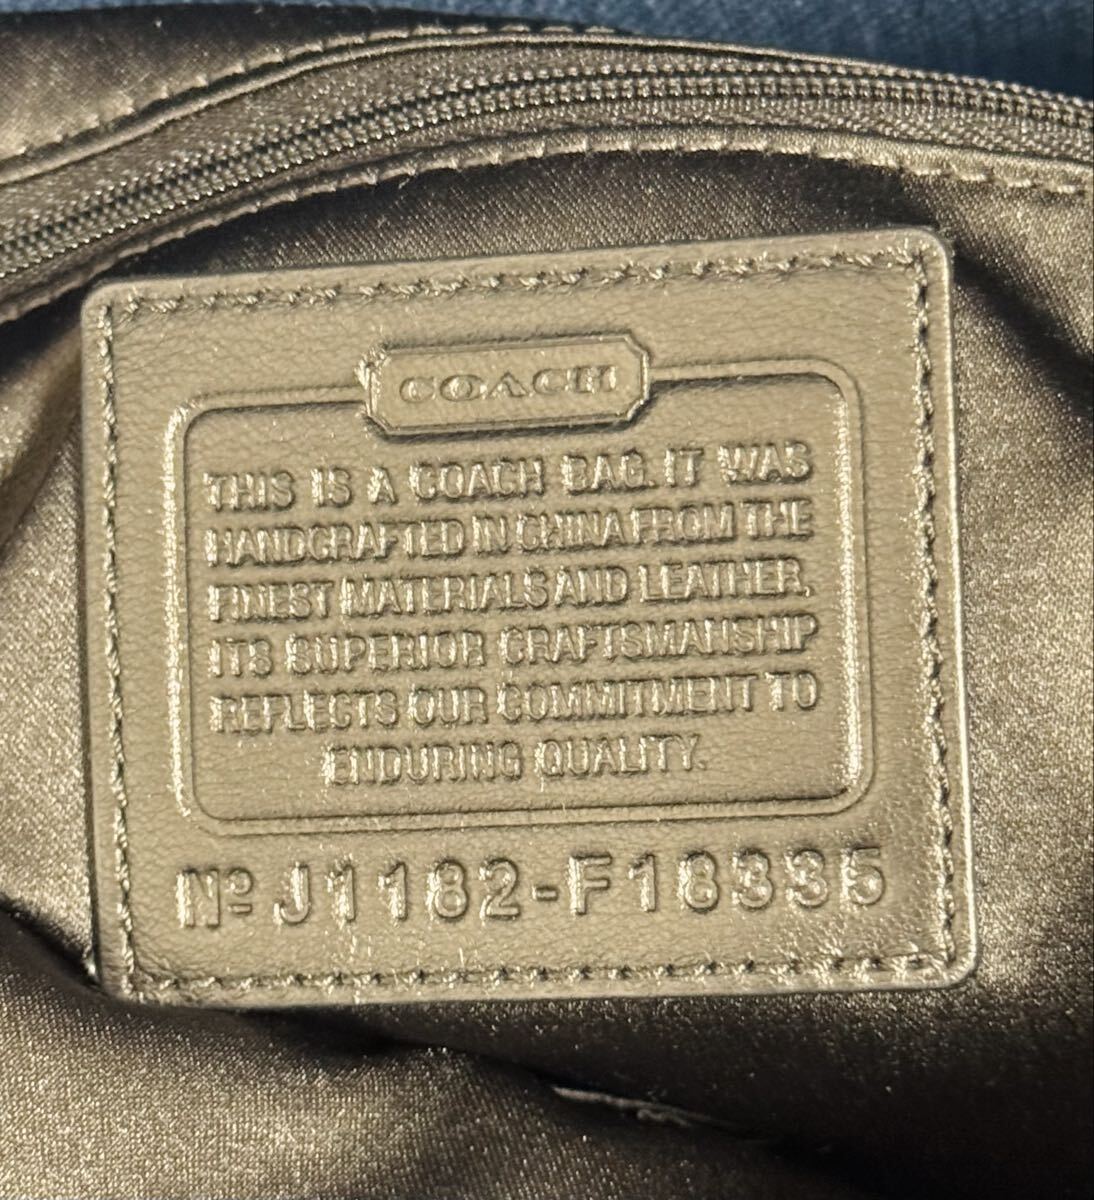 COACH
THIS IS A COACH BAG. IT WAS
HANDCRAFTED IN CHINA FROM THE
FINEST MATERIALS AND LEATHER.
ITS SUPERIOR CRAFTSMANSHIP
REFLECTS OUR COMMITMENT TO
ENDURING QUALITY.
Nº J1182-F18335